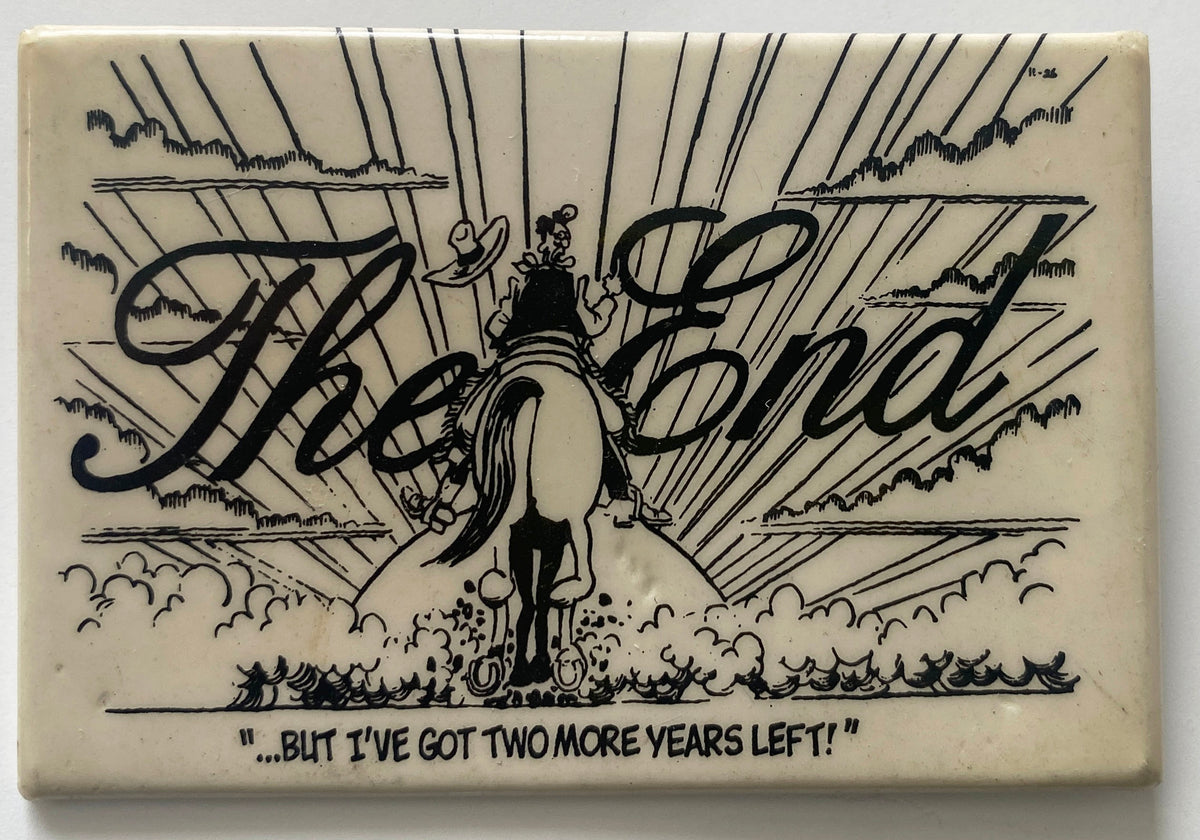 The End
"...BUT I'VE GOT TWO MORE YEARS LEFT!"